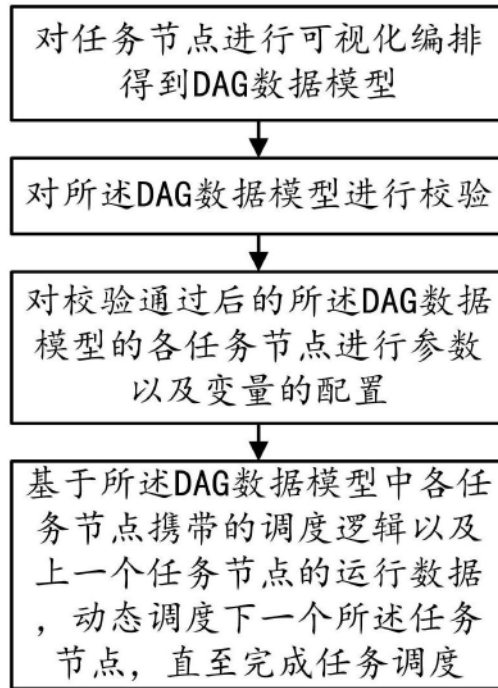 对任务节点进行可视化编排
得到DAG数据模型
对所述DAG数据模型进行校验
对校验通过后的所述DAG数据
模型的各任务节点进行参数
以及变量的配置
基于所述DAG数据模型中各任
务节点携带的调度逻辑以及
上一个任务节点的运行数据
，动态调度下一个所述任务
节点，直至完成任务调度